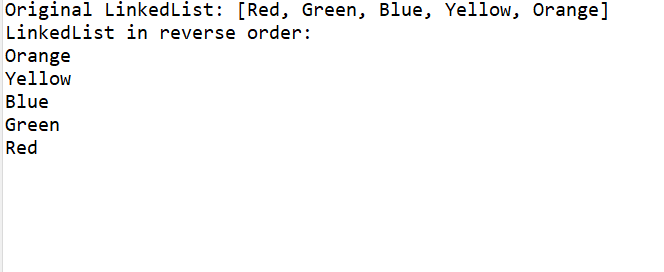 Original LinkedList: [Red, Green, Blue, Yellow, Orange]
LinkedList in reverse order:
Orange
Yellow
Blue
Green
Red